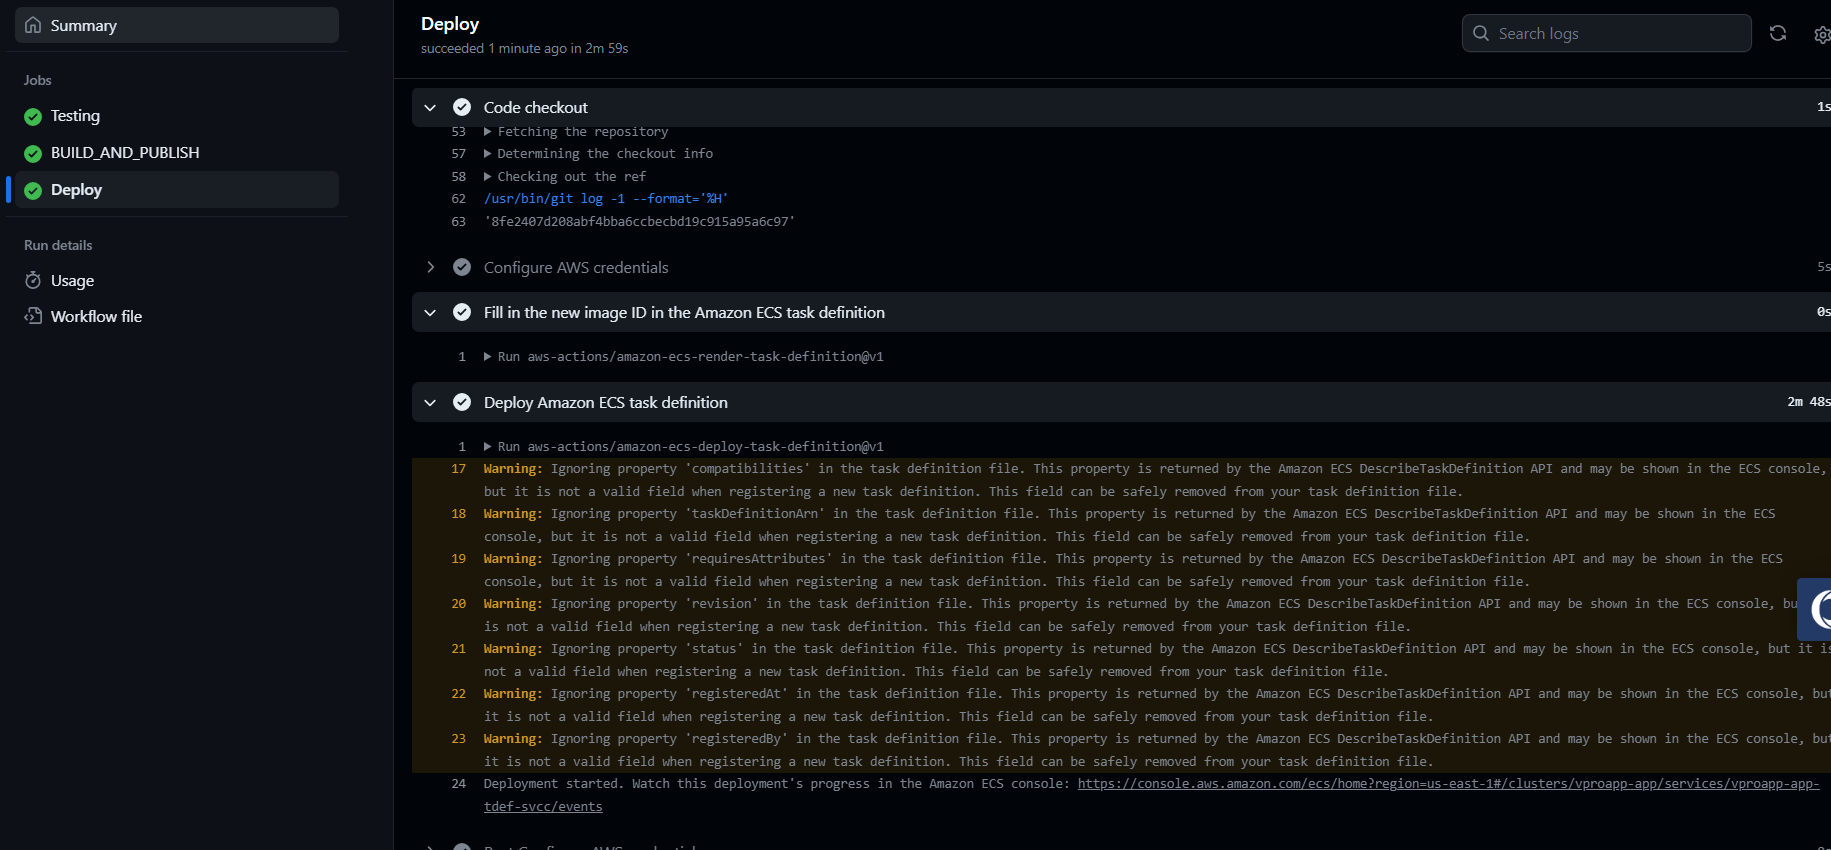 Summary
Jobs
Testing
BUILD_AND_PUBLISH
Deploy
Run details
Usage
Workflow file
Deploy
succeeded 1 minute ago in 2m 59s
Search logs
Code checkout 1s
53 Fetching the repository
57 Determining the checkout info
58 Checking out the ref
62 /usr/bin/git log -1 --format='%H'
63 '8fe2407d208abf4bba6ccbecbd19c915a95a6c97'
Configure AWS credentials 5s
Fill in the new image ID in the Amazon ECS task definition 0s
1 Run aws-actions/amazon-ecs-render-task-definition@v1
Deploy Amazon ECS task definition 2m 48s
1 Run aws-actions/amazon-ecs-deploy-task-definition@v1
17 Warning: Ignoring property 'compatibilities' in the task definition file. This property is returned by the Amazon ECS DescribeTaskDefinition API and may be shown in the ECS console,
but it is not a valid field when registering a new task definition. This field can be safely removed from your task definition file.
18 Warning: Ignoring property 'taskDefinitionArn' in the task definition file. This property is returned by the Amazon ECS DescribeTaskDefinition API and may be shown in the ECS
console, but it is not a valid field when registering a new task definition. This field can be safely removed from your task definition file.
19 Warning: Ignoring property 'requiresAttributes' in the task definition file. This property is returned by the Amazon ECS DescribeTaskDefinition API and may be shown in the ECS
console, but it is not a valid field when registering a new task definition. This field can be safely removed from your task definition file.
20 Warning: Ignoring property 'revision' in the task definition file. This property is returned by the Amazon ECS DescribeTaskDefinition API and may be shown in the ECS console, bu
is not a valid field when registering a new task definition. This field can be safely removed from your task definition file.
21 Warning: Ignoring property 'status' in the task definition file. This property is returned by the Amazon ECS DescribeTaskDefinition API and may be shown in the ECS console, but it is
not a valid field when registering a new task definition. This field can be safely removed from your task definition file.
22 Warning: Ignoring property 'registeredAt' in the task definition file. This property is returned by the Amazon ECS DescribeTaskDefinition API and may be shown in the ECS console, but
it is not a valid field when registering a new task definition. This field can be safely removed from your task definition file.
23 Warning: Ignoring property 'registeredBy' in the task definition file. This property is returned by the Amazon ECS DescribeTaskDefinition API and may be shown in the ECS console, but
it is not a valid field when registering a new task definition. This field can be safely removed from your task definition file.
24 Deployment started. Watch this deployment's progress in the Amazon ECS console: https://console.aws.amazon.com/ecs/home?region=us-east-1#/clusters/vproapp-app/services/vproapp-app-
tdef-svcc/events